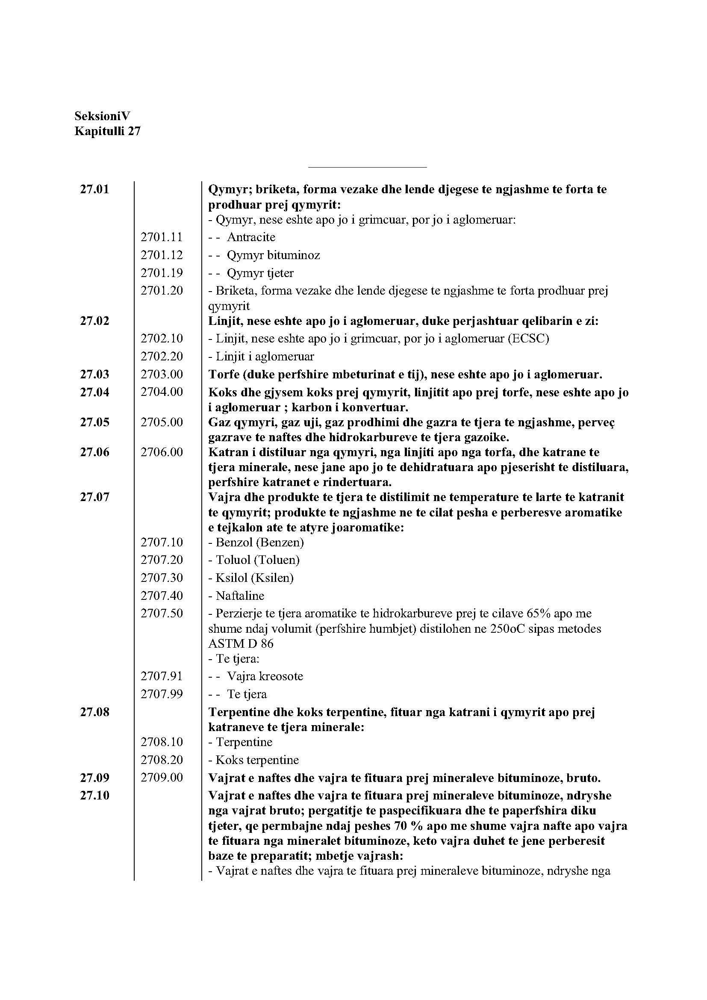 SeksioniV
Kapitulli 27
27.01 Qymyr; briketa, forma vezake dhe lende djegese te ngjashme te forta te
prodhuar prej qymyrit:
- Qymyr, nese eshte apo jo i grimcuar, por jo i aglomeruar:
2701.11 - - Antracite
2701.12 - - Qymyr bituminoz
2701.19 - - Qymyr tjeter
2701.20 - Briketa, forma vezake dhe lende djegese te ngjashme te forta prodhuar prej
qymyrit
27.02 Linjit, nese eshte apo jo i aglomeruar, duke perjashtuar qelibarin e zi:
2702.10 - Linjit, nese eshte apo jo i grimcuar, por jo i aglomeruar (ECSC)
2702.20 - Linjit i aglomeruar
27.03 2703.00 Torfe (duke perfshire mbeturinat e tij), nese eshte apo jo i aglomeruar.
27.04 2704.00 Koks dhe gjysem koks prej qymyrit, linjitit apo prej torfe, nese eshte apo jo
i aglomeruar ; karbon i konvertuar.
27.05 2705.00 Gaz qymyri, gaz uji, gaz prodhimi dhe gazra te tjera te ngjashme, perveç
gazrave te naftes dhe hidrokarbureve te tjera gazoike.
27.06 2706.00 Katran i distiluar nga qymyri, nga linjiti apo nga torfa, dhe katrane te
tjera minerale, nese jane apo jo te dehidratuara apo pjeserisht te distiluara,
perfshire katranet e rindertuara.
27.07 Vajra dhe produkte te tjera te distilimit ne temperature te larte te katranit
te qymyrit; produkte te ngjashme ne te cilat pesha e perberesve aromatike
e tejkalon ate te atyre joaromatike:
2707.10 - Benzol (Benzen)
2707.20 - Toluol (Toluen)
2707.30 - Ksilol (Ksilen)
2707.40 - Naftaline
2707.50 - Perzierje te tjera aromatike te hidrokarbureve prej te cilave 65% apo me
shume ndaj volumit (perfshire humbjet) distilohen ne 250oC sipas metodes
ASTM D 86
- Te tjera:
2707.91 - - Vajra kreosote
2707.99 - - Te tjera
27.08 Terpentine dhe koks terpentine, fituar nga katrani i qymyrit apo prej
katraneve te tjera minerale:
2708.10 - Terpentine
2708.20 - Koks terpentine
27.09 2709.00 Vajrat e naftes dhe vajra te fituara prej mineraleve bituminoze, bruto.
27.10 Vajrat e naftes dhe vajra te fituara prej mineraleve bituminoze, ndryshe
nga vajrat bruto; pergatitje te paspecifikuara dhe te paperfshira diku
tjeter, qe permbajne ndaj peshes 70 % apo me shume vajra nafte apo vajra
te fituara nga mineralet bituminoze, keto vajra duhet te jene perberesit
baze te preparatit; mbetje vajrash:
- Vajrat e naftes dhe vajra te fituara prej mineraleve bituminoze, ndryshe nga